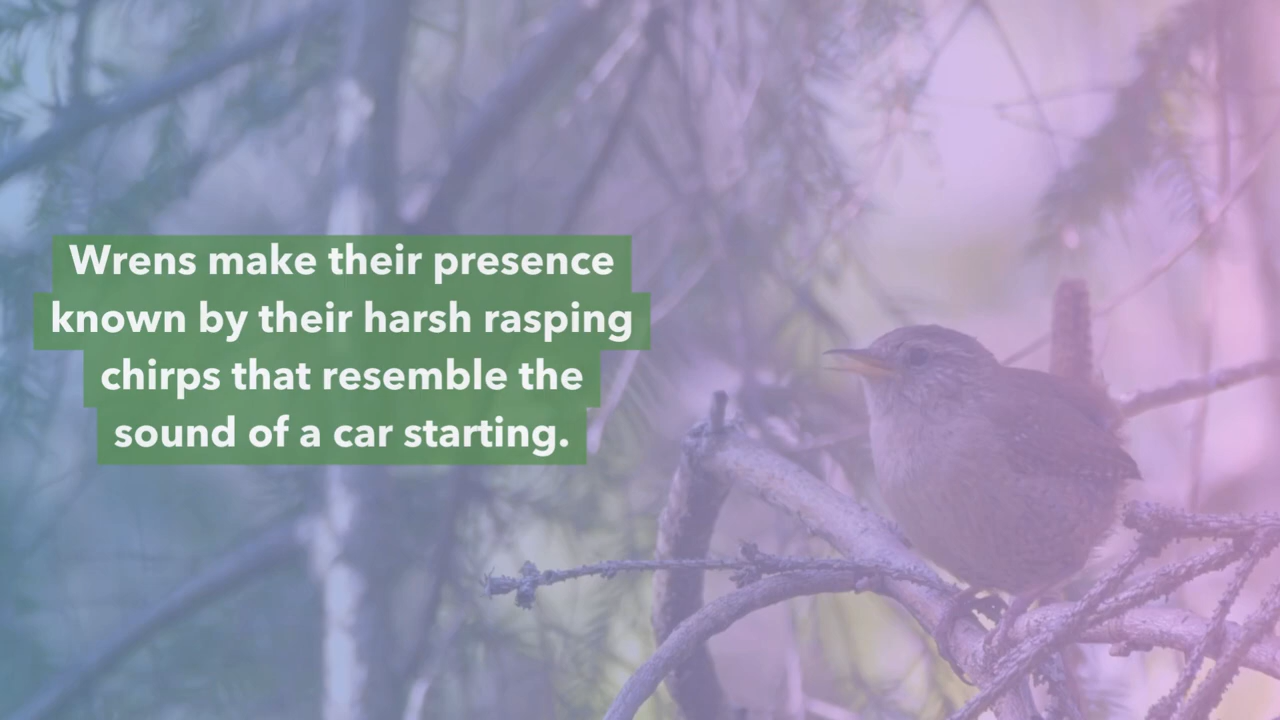 Wrens make their presence
known by their harsh rasping
chirps that resemble the
sound of a car starting.